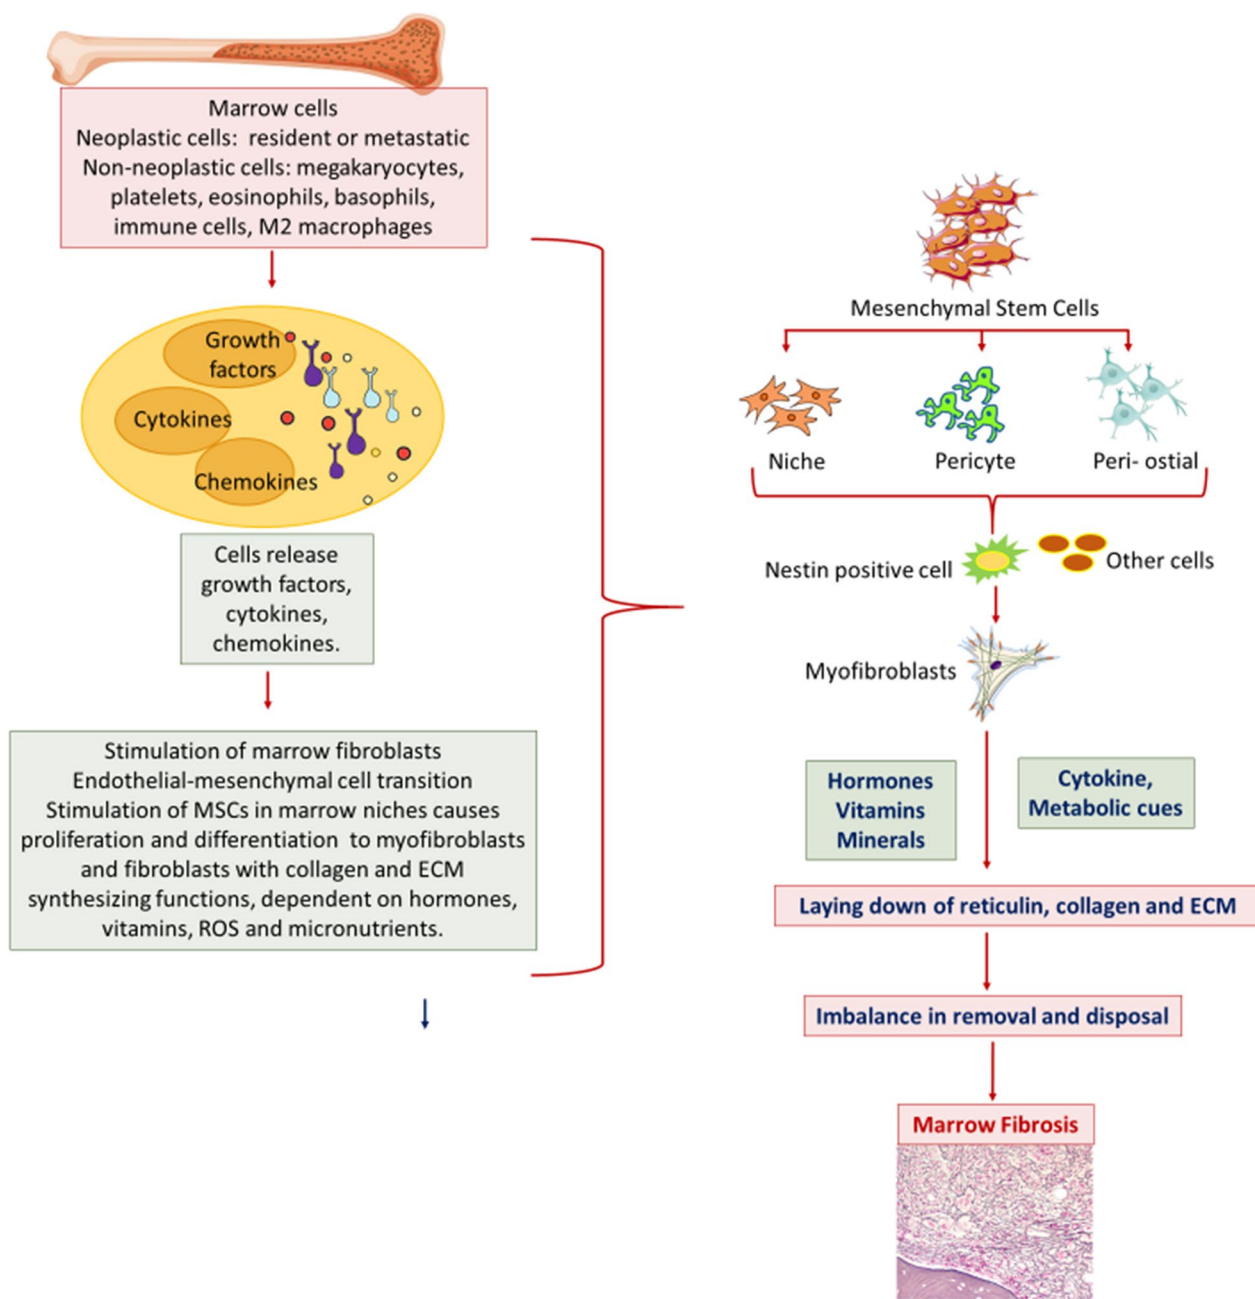 Marrow cells
Neoplastic cells: resident or metastatic
Non-neoplastic cells: megakaryocytes,
platelets, eosinophils, basophils,
immune cells, M2 macrophages
Growth
factors
Cytokines
Chemokines
Cells release
growth factors,
cytokines,
chemokines.
Stimulation of marrow fibroblasts
Endothelial-mesenchymal cell transition
Stimulation of MSCs in marrow niches causes
proliferation and differentiation to myofibroblasts
and fibroblasts with collagen and ECM
synthesizing functions, dependent on hormones,
vitamins, ROS and micronutrients.
Mesenchymal Stem Cells
Niche
Pericyte
Peri- ostial
Nestin positive cell
Other cells
Myofibroblasts
Hormones
Vitamins
Minerals
Cytokine,
Metabolic cues
Laying down of reticulin, collagen and ECM
Imbalance in removal and disposal
Marrow Fibrosis